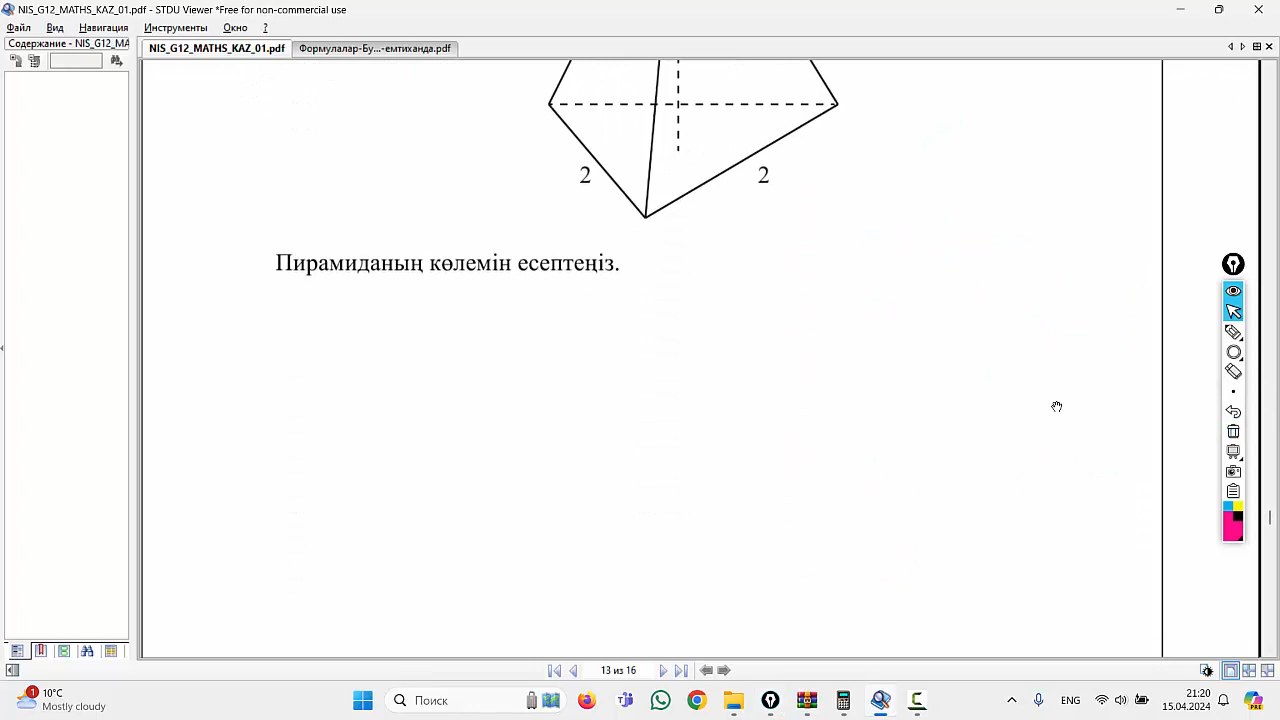 NIS_G12_MATHS_KAZ_01.pdf - STDU Viewer *Free for non-commercial use
Файл Вид Навигация Инструменты Окно ?
Содержание - NIS_G12_MA
NIS_G12_MATHS_KAZ_01.pdf Формулалар-Бу...-емтиханда.pdf
2 2
Пирамиданың көлемін есептеңіз.
13 из 16
1
10°C
Mostly cloudy
Поиск
ENG
21:20
15.04.2024